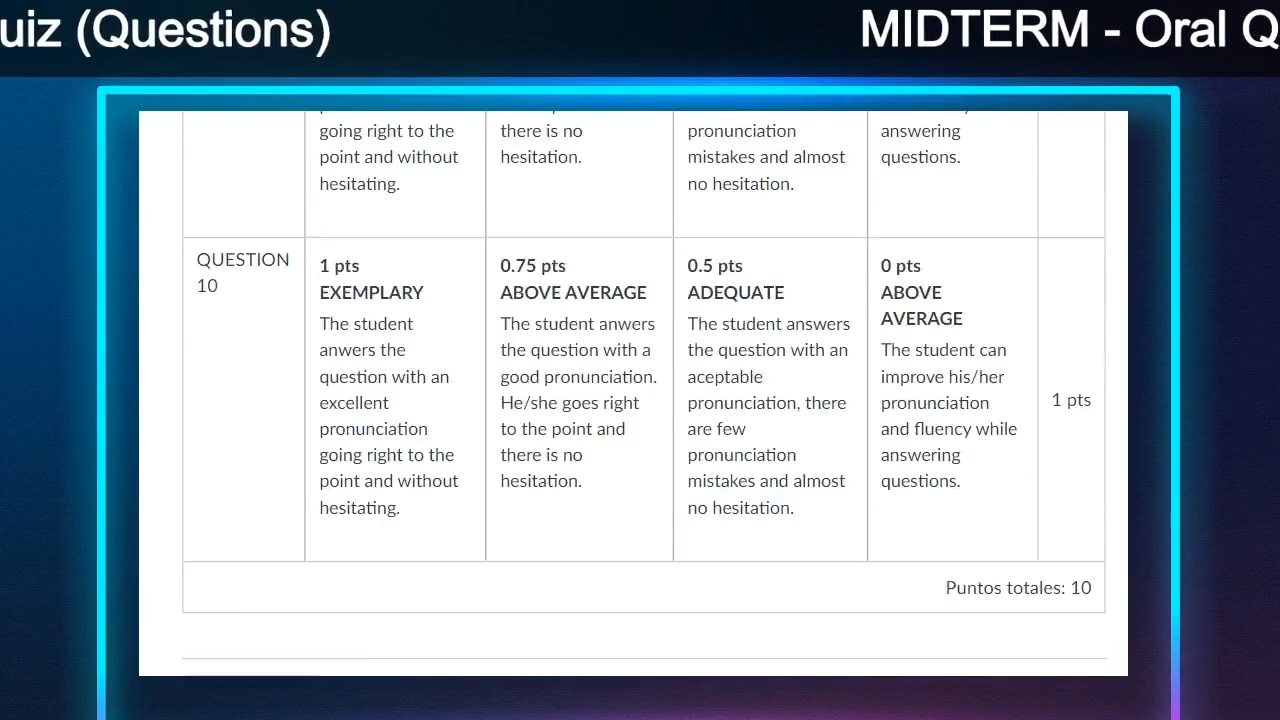 uiz (Questions)
MIDTERM - Oral Q
going right to the
point and without
hesitating.
there is no
hesitation.
pronunciation
mistakes and almost
no hesitation.
answering
questions.
QUESTION
10
1 pts
EXEMPLARY
The student
anwers the
question with an
excellent
pronunciation
going right to the
point and without
hesitating.
0.75 pts
ABOVE AVERAGE
The student anwers
the question with a
good pronunciation.
He/she goes right
to the point and
there is no
hesitation.
0.5 pts
ADEQUATE
The student answers
the question with an
aceptable
pronunciation, there
are few
pronunciation
mistakes and almost
no hesitation.
0 pts
ABOVE
AVERAGE
The student can
improve his/her
pronunciation
and fluency while
answering
questions.
1 pts
Puntos totales: 10